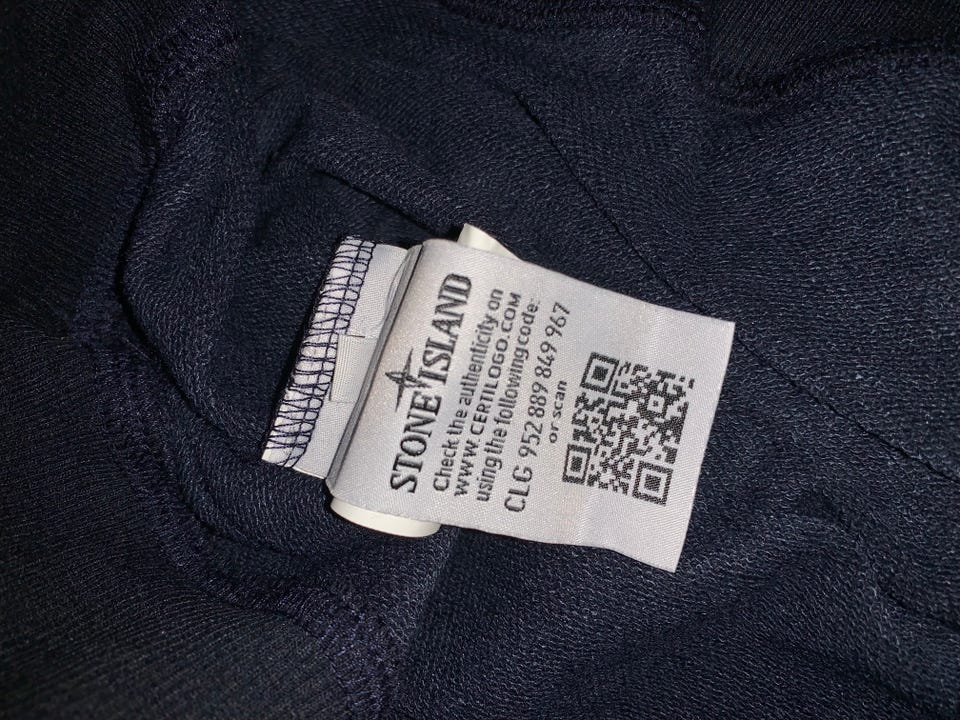 STONE ISLAND
Check the authenticity on
WWW.CERTILOGO.COM
using the following code:
CLG 952 889 849 967
or scan